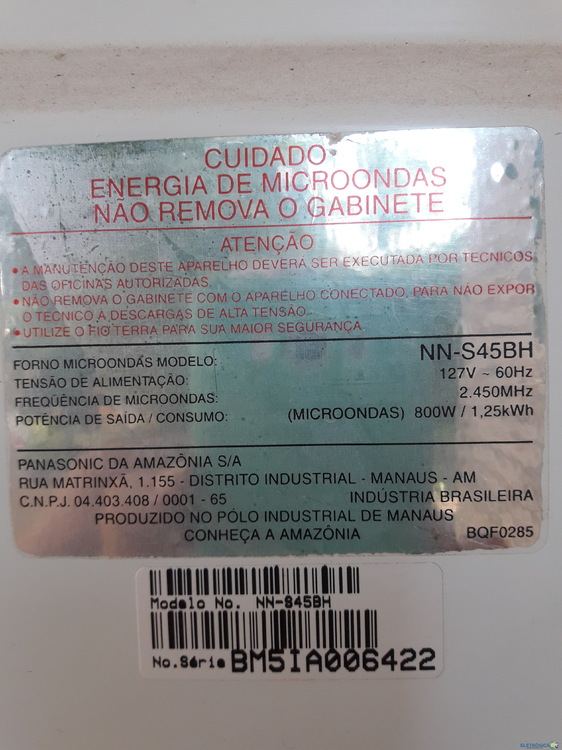 CUIDADO
ENERGIA DE MICROONDAS
NÃO REMOVA O GABINETE
ATENÇÃO
• A MANUTENÇÃO DESTE APARELHO DEVERÁ SER EXECUTADA POR TECNICOS
DAS OFICINAS AUTORIZADAS.
• NÃO REMOVA O GABINETE COM O APARELHO CONECTADO, PARA NÃO EXPOR
O TECNICO A DESCARGAS DE ALTA TENSÃO.
• UTILIZE O FIO TERRA PARA SUA MAIOR SEGURANÇA.
FORNO MICROONDAS MODELO: NN-S45BH
TENSÃO DE ALIMENTAÇÃO: 127V ~ 60Hz
FREQÜÊNCIA DE MICROONDAS: 2.450MHz
POTÊNCIA DE SAÍDA / CONSUMO: (MICROONDAS) 800W / 1,25kWh
PANASONIC DA AMAZÔNIA S/A
RUA MATRINXÃ, 1.155 - DISTRITO INDUSTRIAL - MANAUS - AM
C.N.P.J. 04.403.408 / 0001 - 65 INDÚSTRIA BRASILEIRA
PRODUZIDO NO PÓLO INDUSTRIAL DE MANAUS
CONHEÇA A AMAZÔNIA BQF0285
Modelo No. NN-S45BH
No.Série BM5IA006422